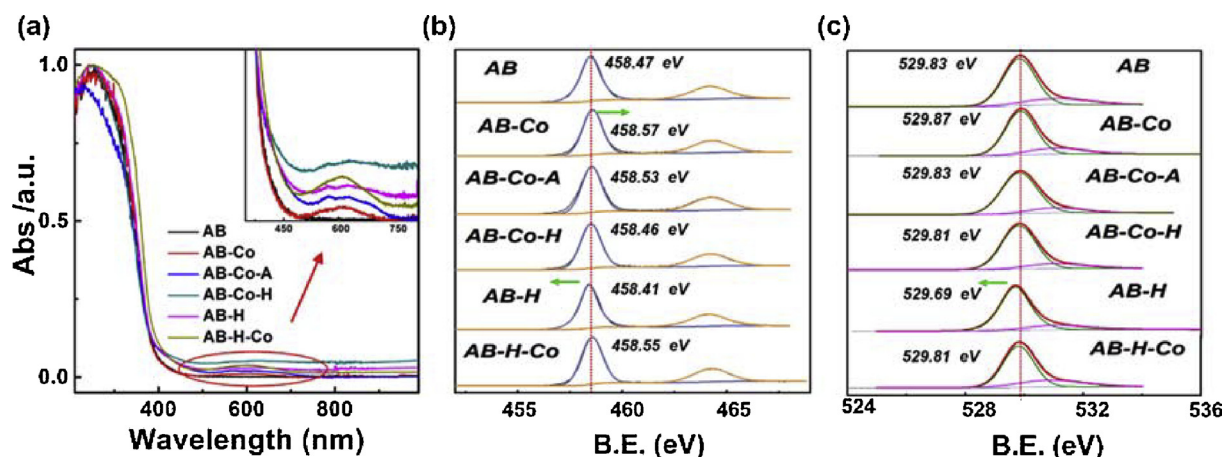 (a)
Abs /a.u.
1.0
0.5
0.0
400
600
800
Wavelength (nm)
AB
AB-Co
AB-Co-A
AB-Co-H
AB-H
AB-H-Co
450
600
750
(b)
AB
458.47 eV
AB-Co
458.57 eV
AB-Co-A
458.53 eV
AB-Co-H
458.46 eV
AB-H
458.41 eV
AB-H-Co
458.55 eV
455
460
465
B.E. (eV)
(c)
529.83 eV
AB
529.87 eV
AB-Co
529.83 eV
AB-Co-A
529.81 eV
AB-Co-H
529.69 eV
AB-H
529.81 eV
AB-H-Co
524
528
532
536
B.E. (eV)